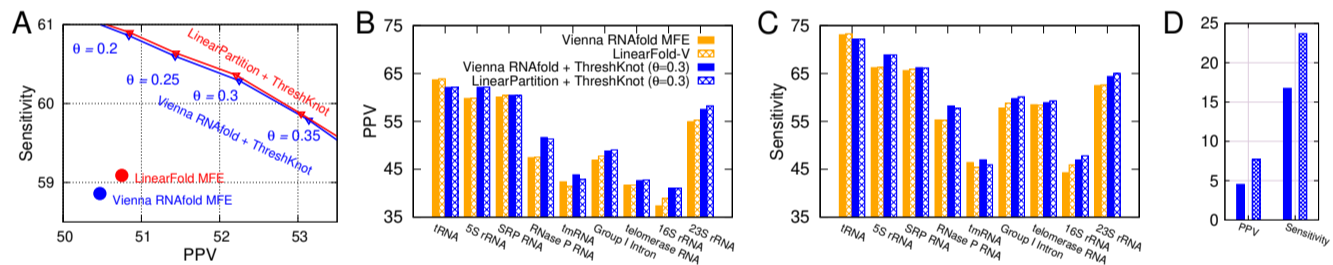 A
61
60
59
Sensitivity
50
51
52
53
PPV
θ = 0.2
θ = 0.25
θ = 0.3
θ = 0.35
LinearPartition + ThreshKnot
Vienna RNAfold + ThreshKnot
LinearFold MFE
Vienna RNAfold MFE
B
75
65
55
45
35
PPV
Vienna RNAfold MFE
LinearFold-V
Vienna RNAfold + ThreshKnot (θ=0.3)
LinearPartition + ThreshKnot (θ=0.3)
tRNA
5S rRNA
SRP RNA
RNase P RNA
tmRNA
Group I Intron
telomerase RNA
16S rRNA
23S rRNA
C
75
65
55
45
35
Sensitivity
tRNA
5S rRNA
SRP RNA
RNase P RNA
tmRNA
Group I Intron
telomerase RNA
16S rRNA
23S rRNA
D
25
20
15
10
5
0
PPV
Sensitivity